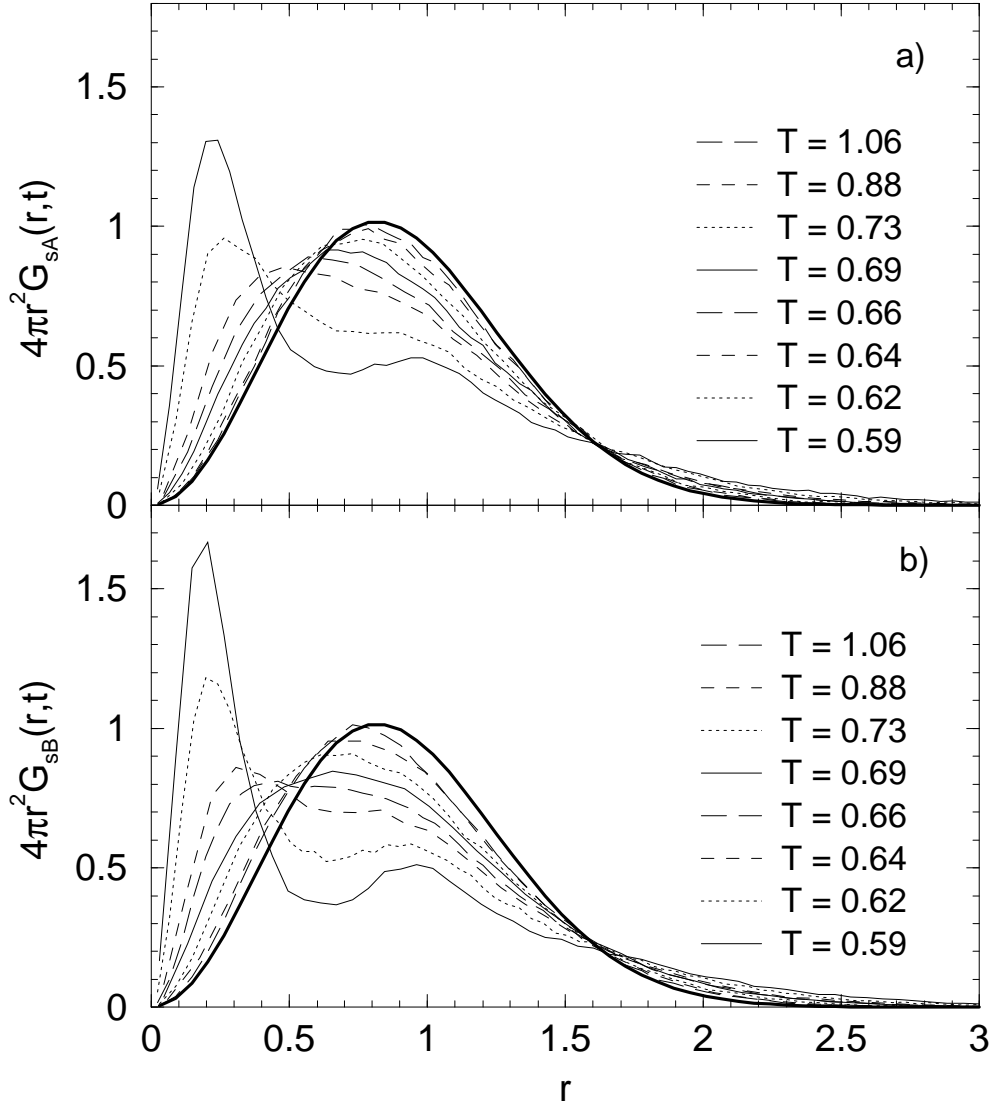 a)
1.5
1
0.5
0
4πr²G_sA(r,t)
T = 1.06
T = 0.88
T = 0.73
T = 0.69
T = 0.66
T = 0.64
T = 0.62
T = 0.59
b)
1.5
1
0.5
0
4πr²G_sB(r,t)
T = 1.06
T = 0.88
T = 0.73
T = 0.69
T = 0.66
T = 0.64
T = 0.62
T = 0.59
0 0.5 1 1.5 2 2.5 3
r